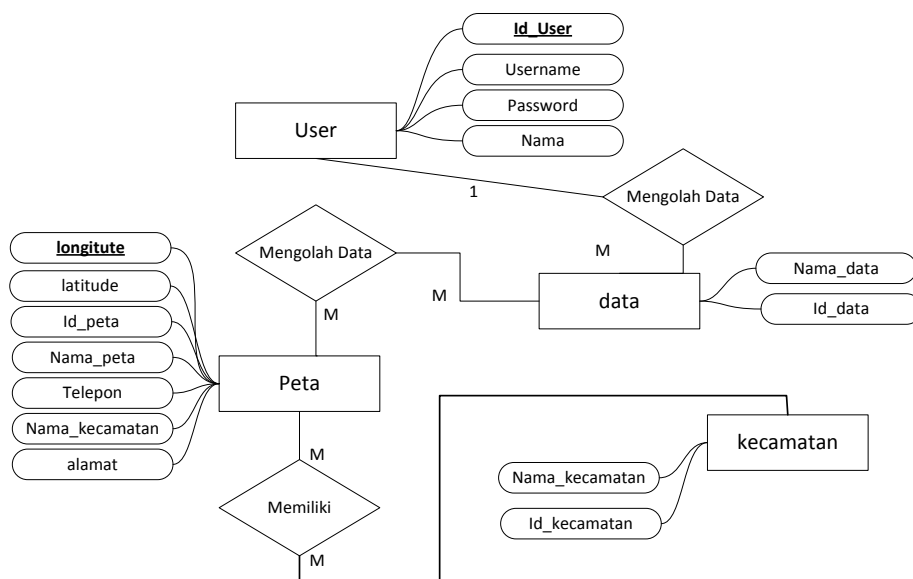 Id_User
Username
Password
Nama
User
1
Mengolah Data
M
longitute
latitude
Id_peta
Nama_peta
Telepon
Nama_kecamatan
alamat
Mengolah Data
M
M
data
Nama_data
Id_data
Peta
M
Memiliki
M
kecamatan
Nama_kecamatan
Id_kecamatan